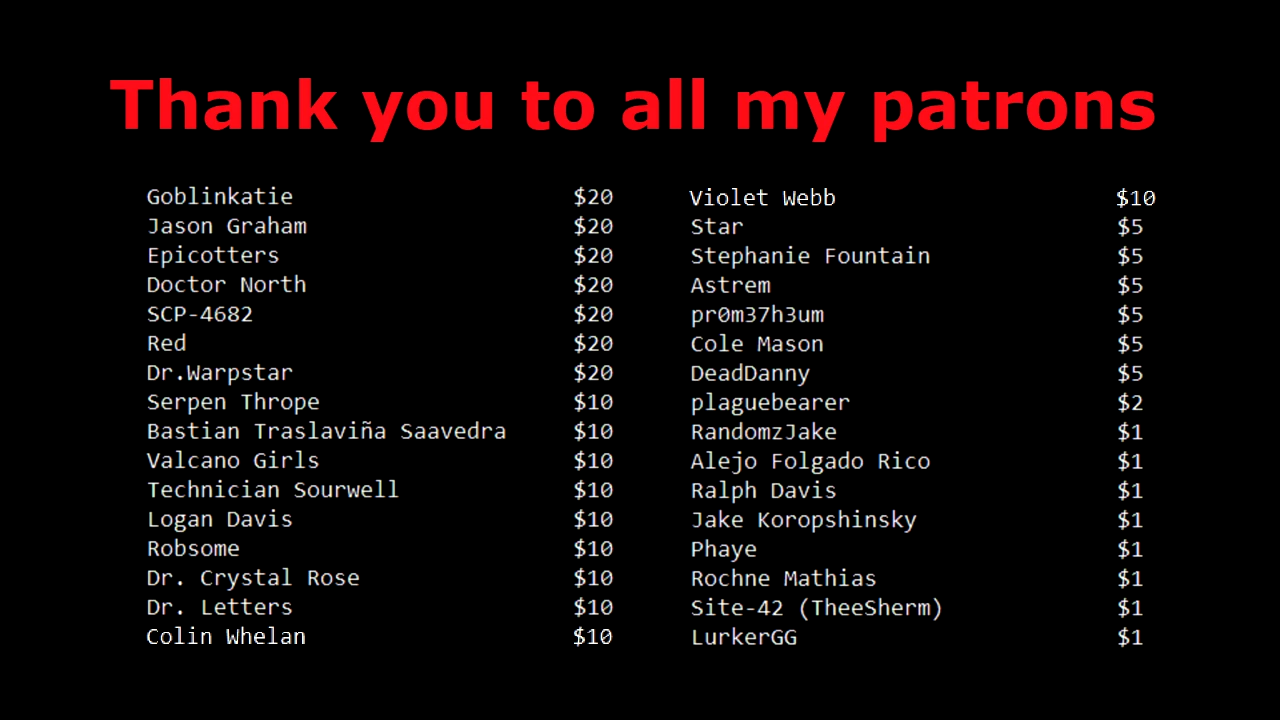 Thank you to all my patrons
Goblinkatie $20
Jason Graham $20
Epicotters $20
Doctor North $20
SCP-4682 $20
Red $20
Dr.Warpstar $20
Serpen Thrope $10
Bastian Traslaviña Saavedra $10
Valcano Girls $10
Technician Sourwell $10
Logan Davis $10
Robsome $10
Dr. Crystal Rose $10
Dr. Letters $10
Colin Whelan $10
Violet Webb $10
Star $5
Stephanie Fountain $5
Astrem $5
pr0m37h3um $5
Cole Mason $5
DeadDanny $5
plaguebearer $2
RandomzJake $1
Alejo Folgado Rico $1
Ralph Davis $1
Jake Koropshinsky $1
Phaye $1
Rochne Mathias $1
Site-42 (TheeSherm) $1
LurkerGG $1